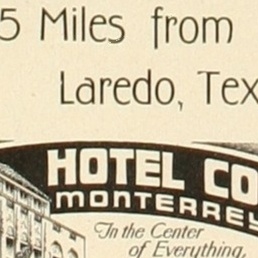 5 Miles from
Laredo, Tex
HOTEL CO
MONTERREY
In the Center
of Everything,